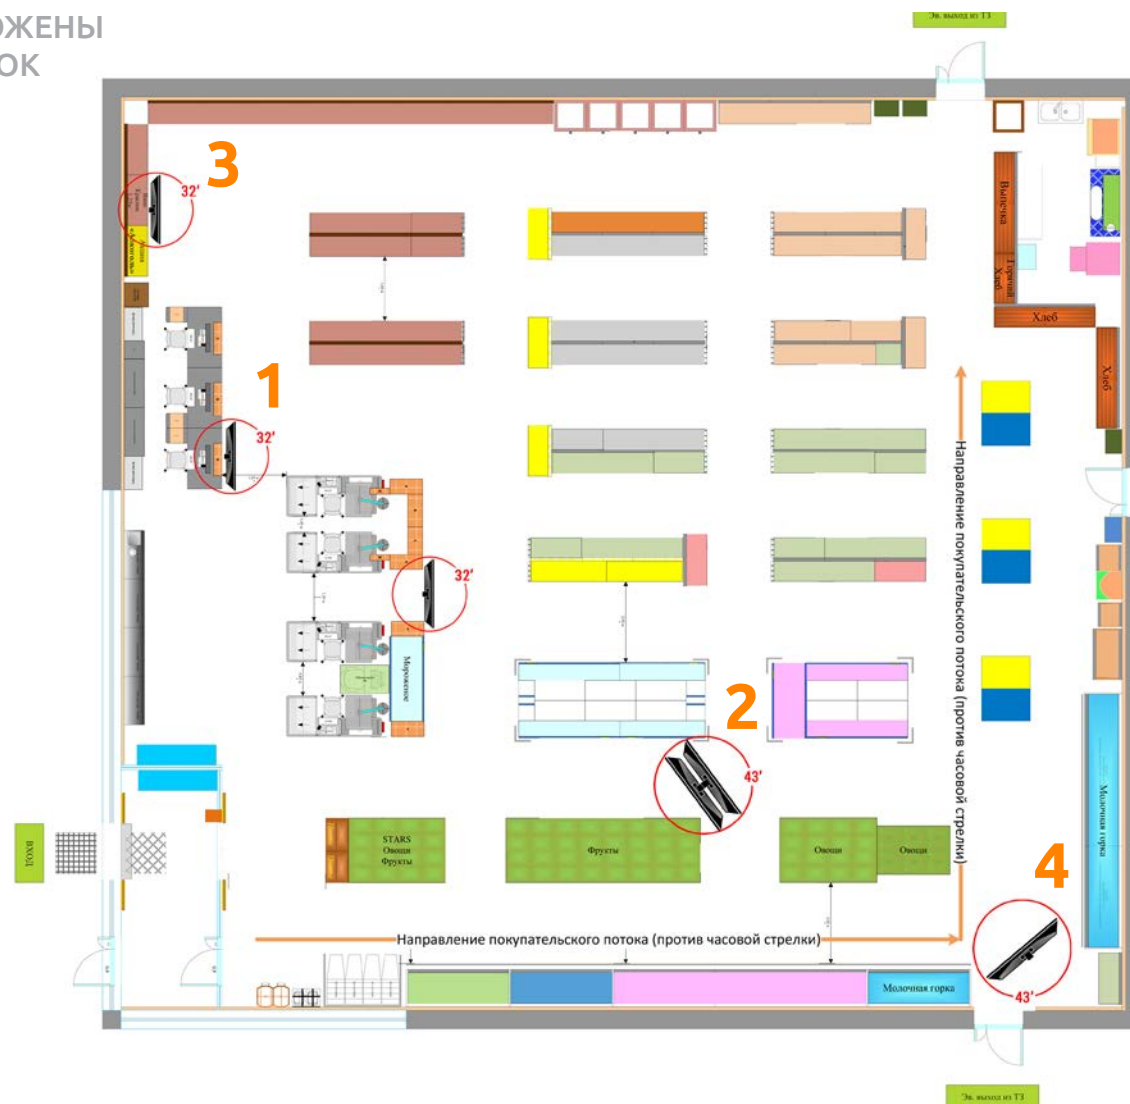 ОЖЕНЫ
ОК
Эв. выход из ТЗ
3
32'
Выпечка
Горячий
Хлеб
Хлеб
Хлеб
1
32'
32'
Мороженое
2
43'
Направление покупательского потока (против часовой стрелки)
Молочная горка
ВХОД
STARS
Овощи
Фрукты
Фрукты
Овощи
Овощи
4
43'
Направление покупательского потока (против часовой стрелки)
Молочная горка
Эв. выход из ТЗ